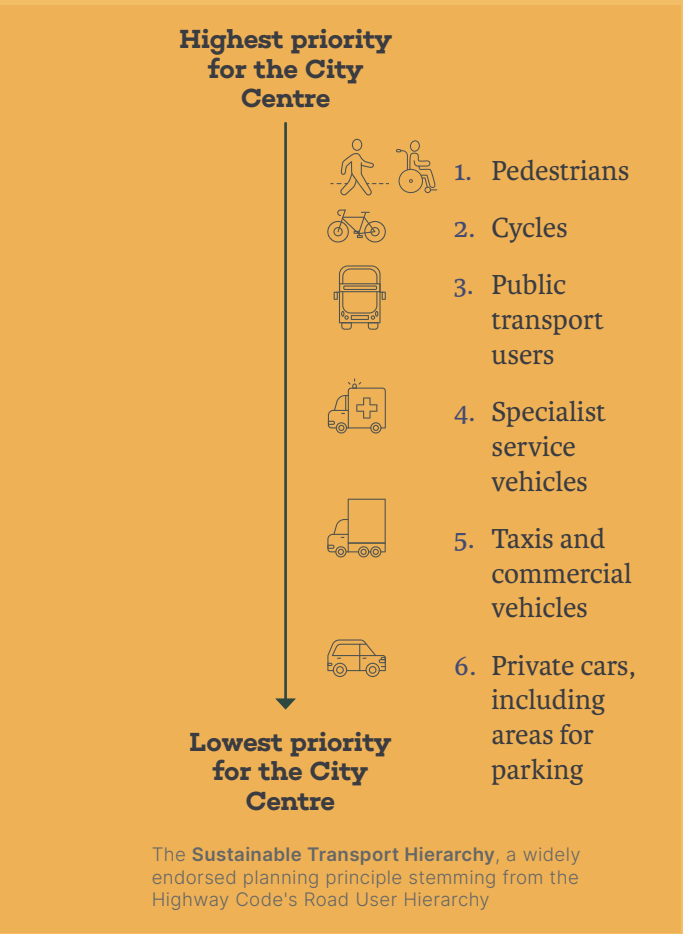 Highest priority
for the City
Centre
1. Pedestrians
2. Cycles
3. Public
transport
users
4. Specialist
service
vehicles
5. Taxis and
commercial
vehicles
6. Private cars,
including
areas for
parking
Lowest priority
for the City
Centre
The Sustainable Transport Hierarchy, a widely
endorsed planning principle stemming from the
Highway Code's Road User Hierarchy